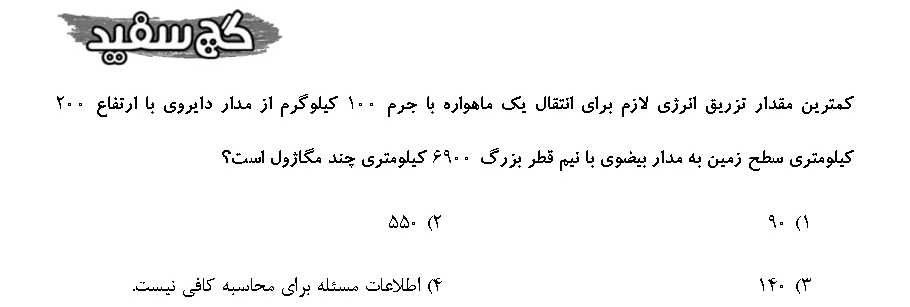 گچ سفید
کمترین مقدار تزریق انرژی لازم برای انتقال یک ماهواره با جرم ۱۰۰ کیلوگرم از مدار دایروی با ارتفاع ۲۰۰
کیلومتری سطح زمین به مدار بیضوی با نیم قطر بزرگ ۶۹۰۰ کیلومتری چند مگاژول است؟
۱) ۹۰ ۲) ۵۵۰
۳) ۱۴۰ ۴) اطلاعات مسئله برای محاسبه کافی نیست.